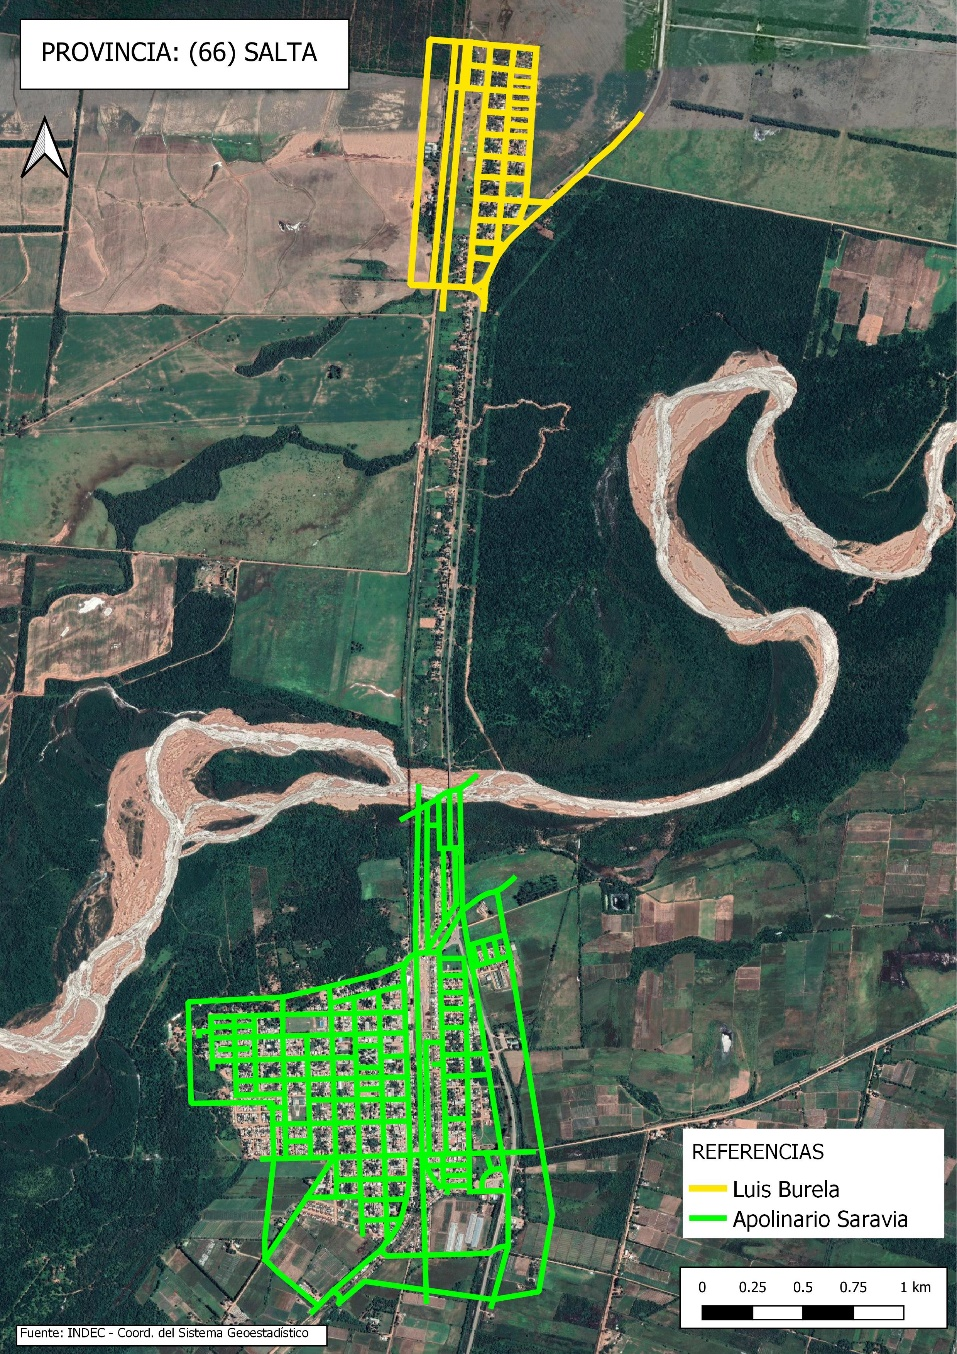 PROVINCIA: (66) SALTA
REFERENCIAS
Luis Burela
Apolinario Saravia
0 0.25 0.5 0.75 1 km
Fuente: INDEC - Coord. del Sistema Geoestadístico